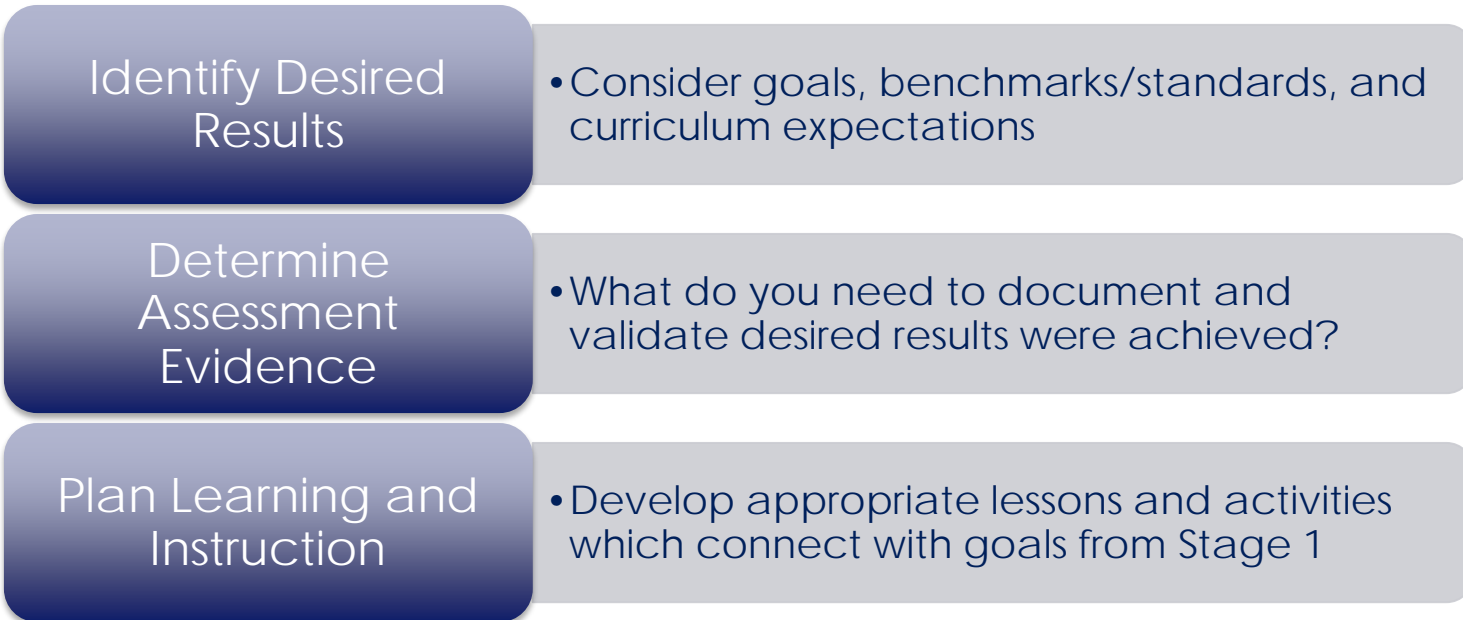 Identify Desired
Results
•Consider goals, benchmarks/standards, and
curriculum expectations
Determine
Assessment
Evidence
•What do you need to document and
validate desired results were achieved?
Plan Learning and
Instruction
•Develop appropriate lessons and activities
which connect with goals from Stage 1